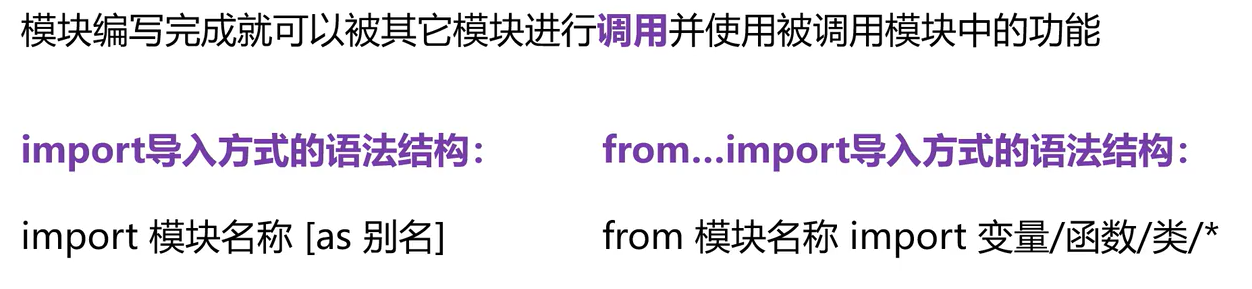 模块编写完成就可以被其它模块进行调用并使用被调用模块中的功能
import导入方式的语法结构：
from...import导入方式的语法结构：
import 模块名称 [as 别名]
from 模块名称 import 变量/函数/类/*